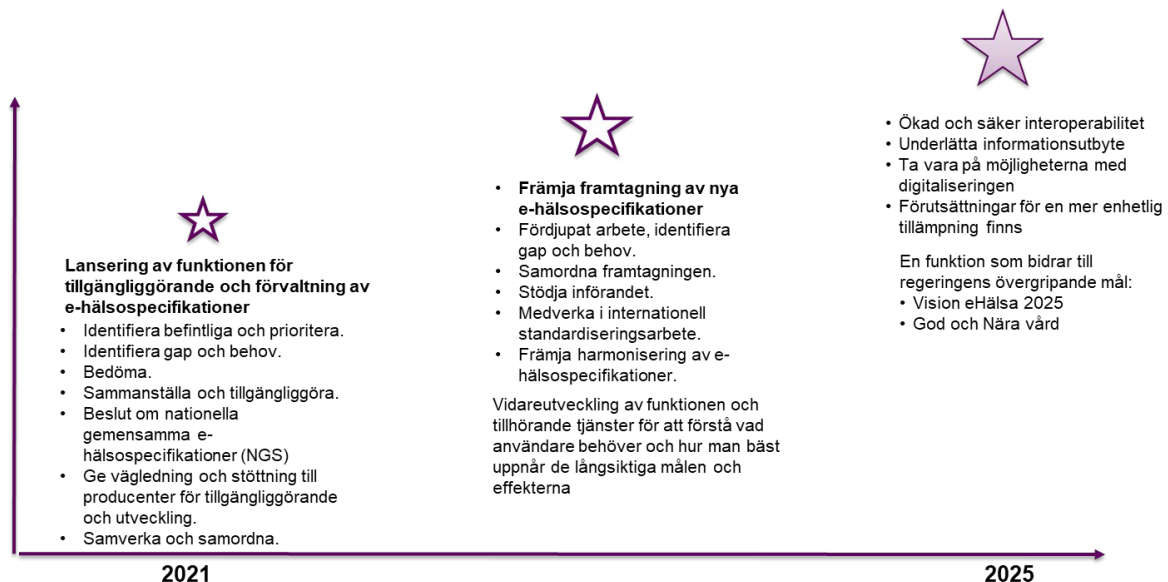 Lansering av funktionen för
tillgängliggörande och förvaltning av
e-hälsospecifikationer
• Identifiera befintliga och prioritera.
• Identifiera gap och behov.
• Bedöma.
• Sammanställa och tillgängliggöra.
• Beslut om nationella
gemensamma e-
hälsospecifikationer (NGS)
• Ge vägledning och stöttning till
producenter för tillgängliggörande
och utveckling.
• Samverka och samordna.
• Främja framtagning av nya
e-hälsospecifikationer
• Fördjupat arbete, identifiera
gap och behov.
• Samordna framtagningen.
• Stödja införandet.
• Medverka i internationell
standardiseringsarbete.
• Främja harmonisering av e-
hälsospecifikationer.
Vidareutveckling av funktionen och
tillhörande tjänster för att förstå vad
användare behöver och hur man bäst
uppnår de långsiktiga målen och
effekterna
• Ökad och säker interoperabilitet
• Underlätta informationsutbyte
• Ta vara på möjligheterna med
digitaliseringen
• Förutsättningar för en mer enhetlig
tillämpning finns
En funktion som bidrar till
regeringens övergripande mål:
• Vision eHälsa 2025
• God och Nära vård
2021
2025